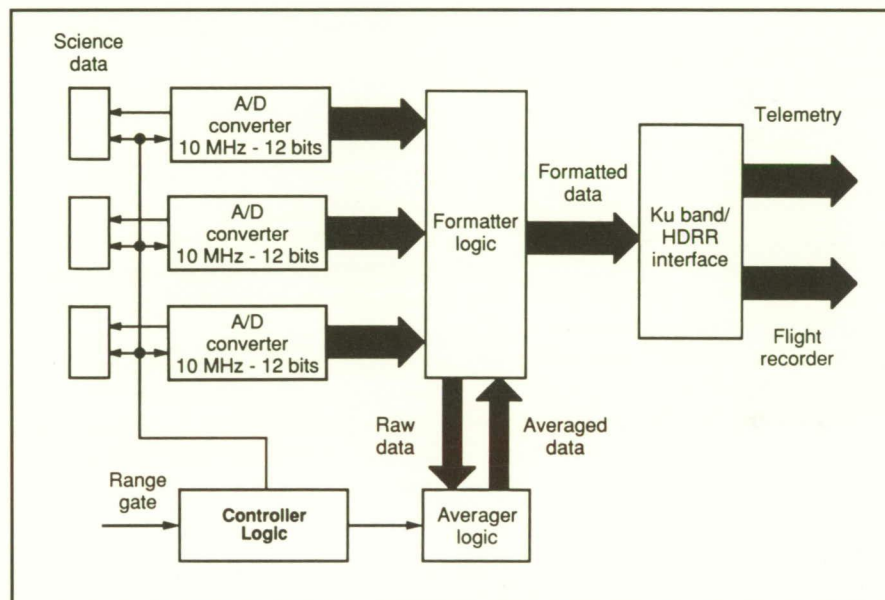 Science
data
A/D
converter
10 MHz - 12 bits
A/D
converter
10 MHz - 12 bits
A/D
converter
10 MHz - 12 bits
Formatter
logic
Formatted
data
Ku band/
HDRR
interface
Telemetry
Flight
recorder
Raw
data
Averaged
data
Range
gate
Controller
Logic
Averager
logic